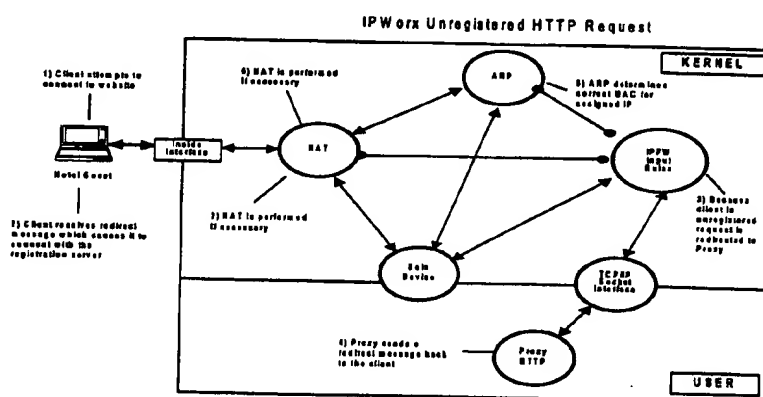 IPWorx Unregistered HTTP Request
KERNEL
1) Client attempts to
connect to website
6) NAT is performed
if necessary
ARP
5) ARP determines
correct MAC for
assigned IP
Inside
Interface
NAT
IPFW
Input
Rules
Hotel Guest
2) NAT is performed
if necessary
3) Because
client is
unregistered
request is
redirected to
Proxy
7) Client receives redirect
message which causes it to
connect with the
registration server
Device
TCP/IP
Socket
Interface
4) Proxy sends a
redirect message back
to the client
Proxy
HTTP
USER